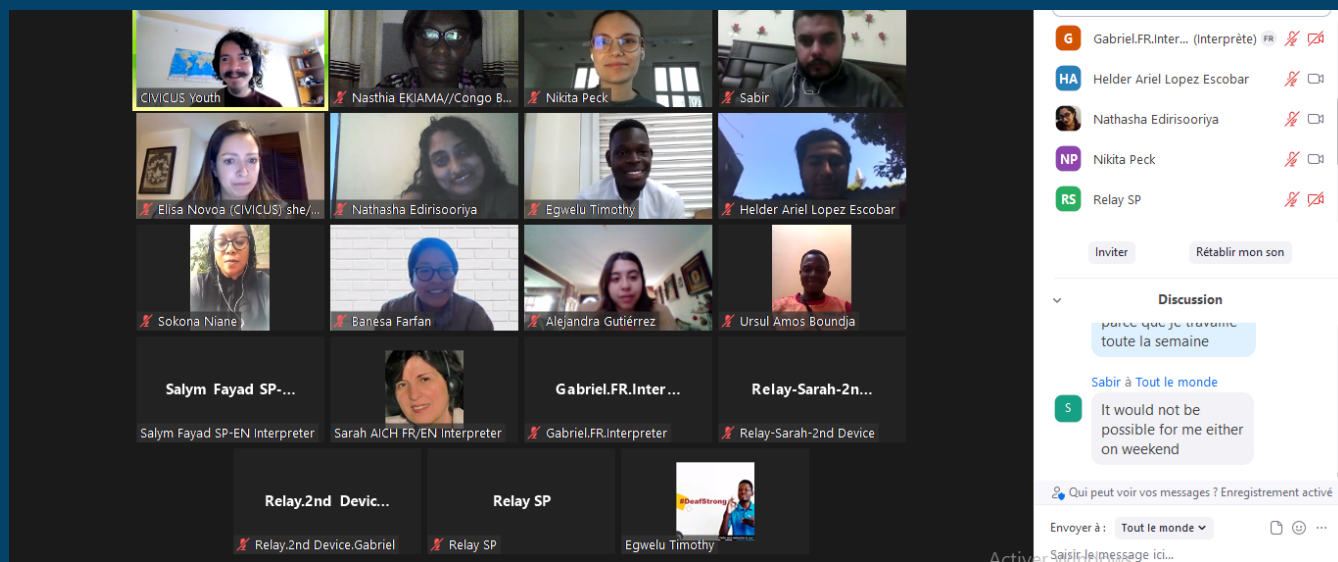 CIVICUS Youth
Nasthia EKIAMA//Congo B...
Nikita Peck
Sabir
Elisa Novoa (CIVICUS) she/...
Nathasha Edirisooriya
Egwelu Timothy
Helder Ariel Lopez Escobar
Sokona Niane
Banesa Farfan
Alejandra Gutiérrez
Ursul Amos Boundja
Salym Fayad SP-...
Salym Fayad SP-EN Interpreter
Sarah AICH FR/EN Interpreter
Gabriel.FR.Inter...
Gabriel.FR.Interpreter
Relay-Sarah-2n...
Relay-Sarah-2nd Device
Relay.2nd Devic...
Relay.2nd Device.Gabriel
Relay SP
Relay SP
#DeafStrong
Egwelu Timothy
G
Gabriel.FR.Inter... (Interprète) FR
HA
Helder Ariel Lopez Escobar
Nathasha Edirisooriya
NP
Nikita Peck
RS
Relay SP
Inviter
Rétablir mon son
Discussion
parce que je travaille
toute la semaine
Sabir à Tout le monde
S
It would not be
possible for me either
on weekend
Qui peut voir vos messages ? Enregistrement activé
Envoyer à :
Tout le monde
Saisir le message ici...
Activer Windows